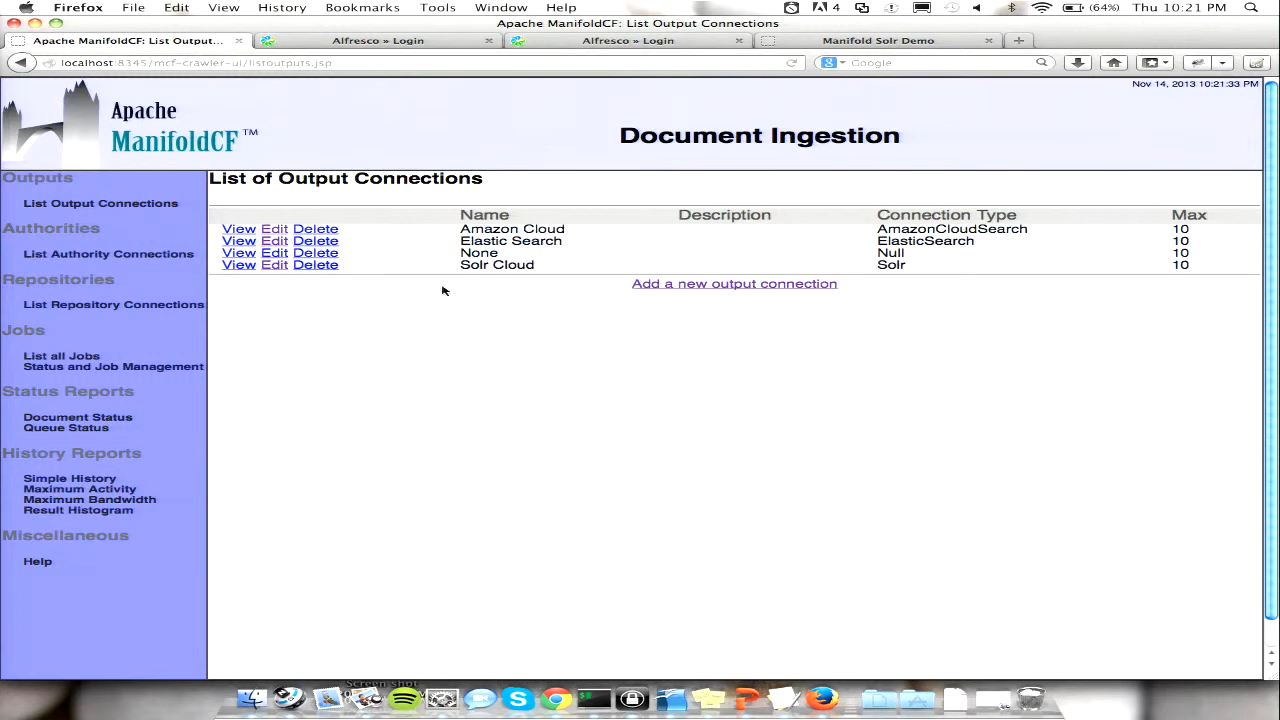 Firefox File Edit View History Bookmarks Tools Window Help 4 (64%) Thu 10:21 PM
Apache ManifoldCF: List Output Connections
Apache ManifoldCF: List Output... Alfresco » Login Alfresco » Login Manifold Solr Demo
localhost:8345/mcf-crawler-ui/listoutputs.jsp Google
Nov 14, 2013 10:21:33 PM
Apache
ManifoldCF™
Document Ingestion
Outputs
List Output Connections
Authorities
List Authority Connections
Repositories
List Repository Connections
Jobs
List all Jobs
Status and Job Management
Status Reports
Document Status
Queue Status
History Reports
Simple History
Maximum Activity
Maximum Bandwidth
Result Histogram
Miscellaneous
Help
List of Output Connections
Name Description Connection Type Max
View Edit Delete Amazon Cloud AmazonCloudSearch 10
View Edit Delete Elastic Search ElasticSearch 10
View Edit Delete None Null 10
View Edit Delete Solr Cloud Solr 10
Add a new output connection
Screen shot